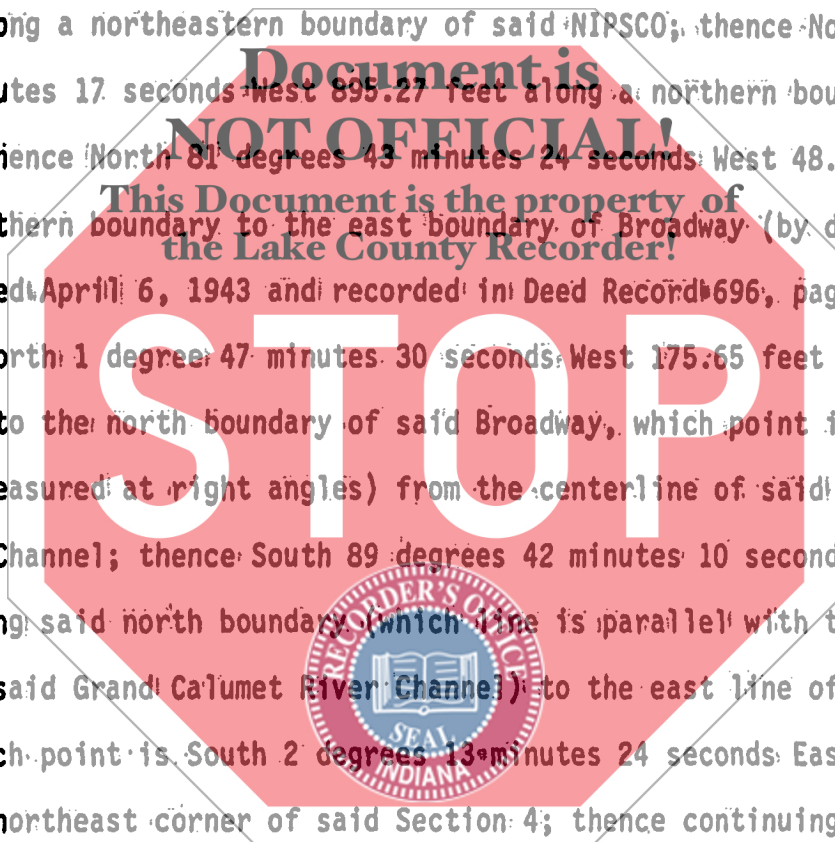 ong a northeastern boundary of said NIPSCO; thence No
Document is
utes 17 seconds West 895.27 feet along a northern bou
NOT OFFICIAL!
hence North 81 degrees 43 minutes 24 seconds West 48.
This Document is the property of
thern boundary to the east boundary of Broadway (by d
the Lake County Recorder!
ed April 6, 1943 and recorded in Deed Record 696, pag
orth 1 degree 47 minutes 30 seconds West 175.65 feet
STOP
to the north boundary of said Broadway, which point i
easured at right angles) from the centerline of said
Channel; thence South 89 degrees 42 minutes 10 second
ng said north boundary (which line is parallel with t
said Grand Calumet River Channel) to the east line of
ch point is South 2 degrees 13 minutes 24 seconds Eas
northeast corner of said Section 4; thence continuing
RECORDER'S OFFICE
SEAL
INDIANA